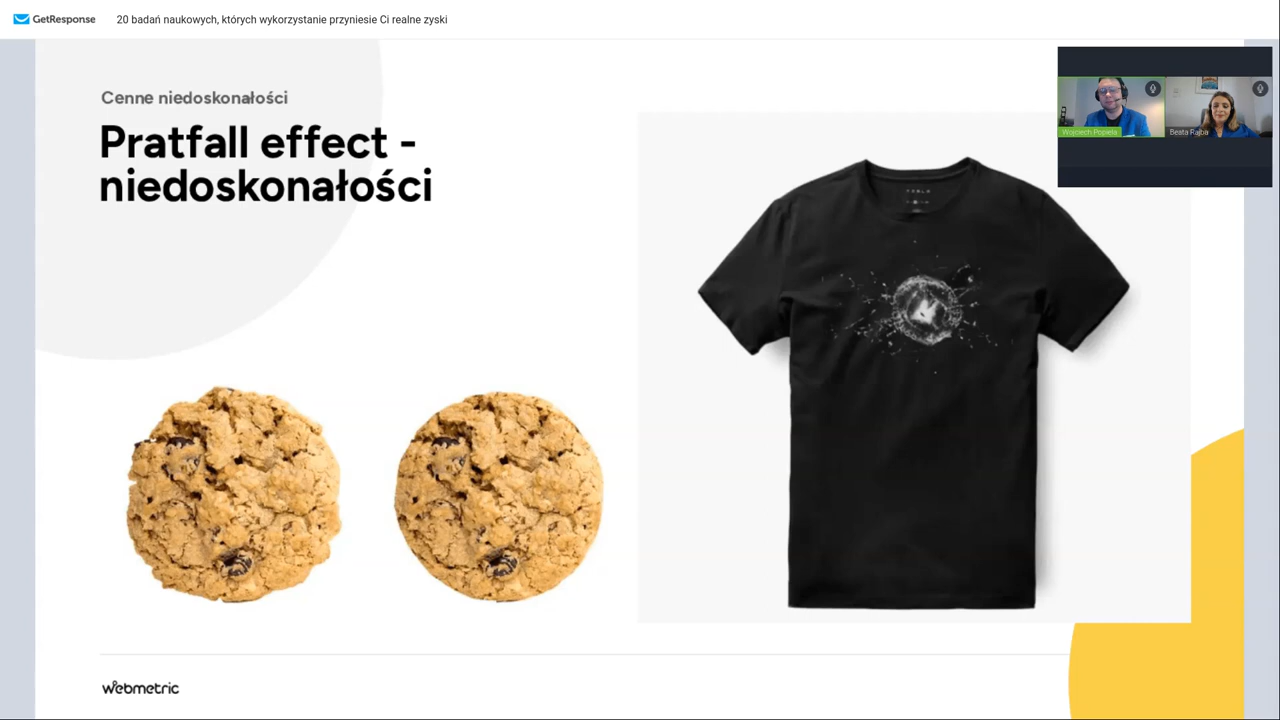 GetResponse
20 badań naukowych, których wykorzystanie przyniesie Ci realne zyski
Cenne niedoskonałości
Pratfall effect -
niedoskonałości
Wojciech Popiela
Beata Rajba
TESLA
webmetric